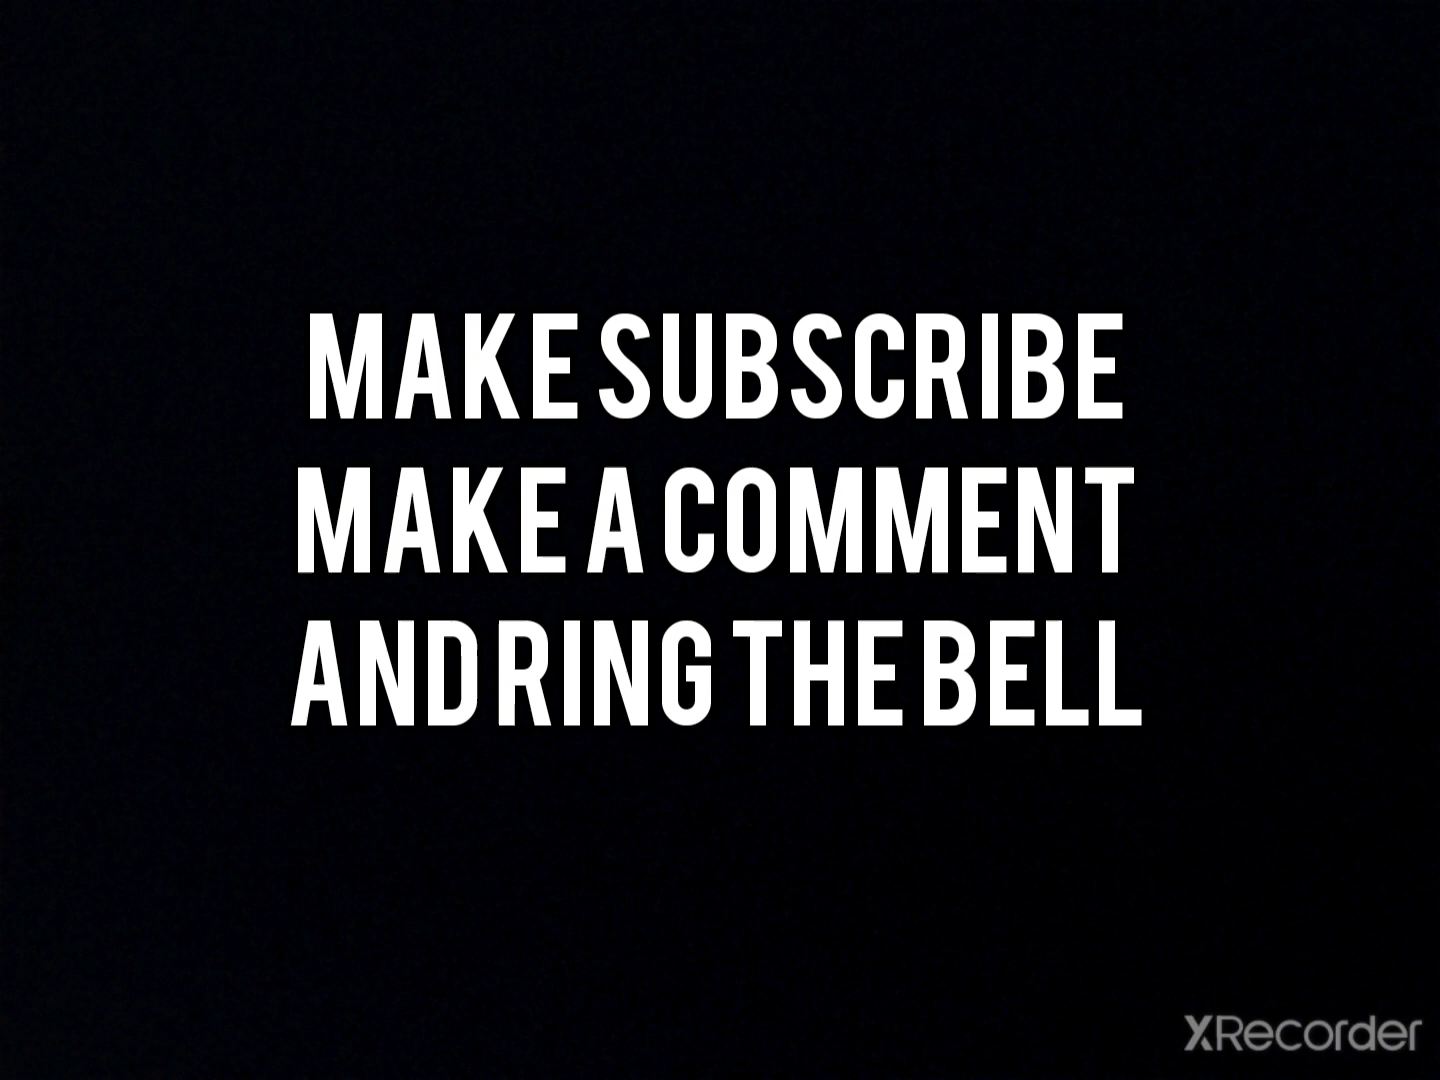 MAKE SUBSCRIBE
MAKE A COMMENT
AND RING THE BELL
XRecorder